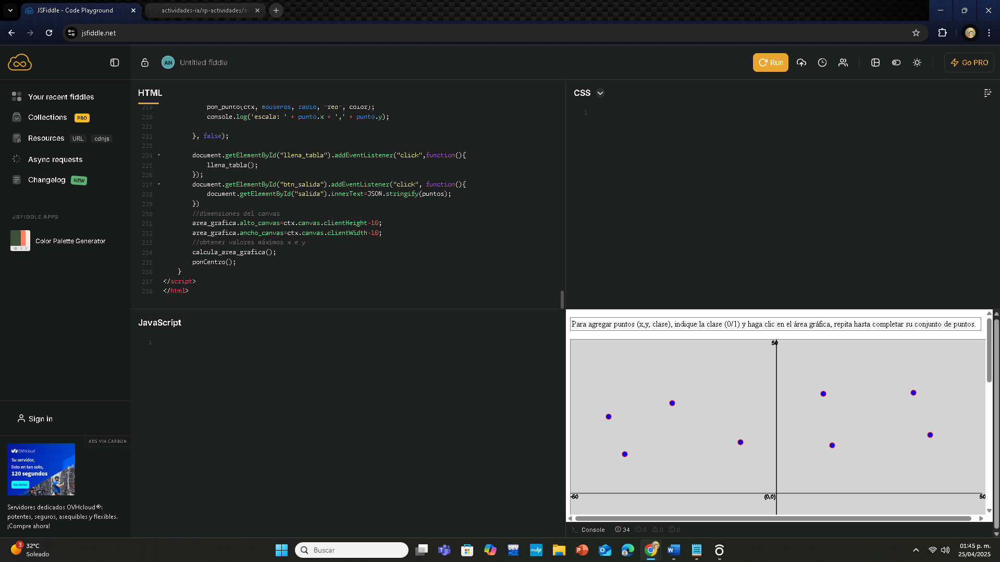 JSFiddle - Code Playground
actividades-ia/rp-actividades/a
jsfiddle.net
AN Untitled fiddle
Run
Go PRO
Your recent fiddles
Collections PRO
Resources URL cdnjs
Async requests
Changelog NEW
JSFIDDLE APPS
Color Palette Generator
Sign in
ADS VIA CARBON
OVHcloud
Su servidor,
listo en tan solo,
120 segundos
Get started
Servidores dedicados OVHcloud®:
potentes, seguros, asequibles y flexibles.
¡Compre ahora!
HTML
219 pon_punto(ctx, mousePos, radio, "red", color);
220 console.log('escala: ' + punto.x + ',' + punto.y);
221
222 }, false);
223
224 document.getElementById("llena_tabla").addEventListener("click",function(){
225 llena_tabla();
226 });
227 document.getElementById("btn_salida").addEventListener("click", function(){
228 document.getElementById("salida").innerText=JSON.stringify(puntos);
229 })
230 //dimensiones del canvas
231 area_grafica.alto_canvas=ctx.canvas.clientHeight-10;
232 area_grafica.ancho_canvas=ctx.canvas.clientWidth-10;
233 //obtener valores máximos x e y
234 calcula_area_grafica();
235 ponCentro();
236 }
237 </script>
238 </html>
JavaScript
1
CSS
1
Para agregar puntos (x,y, clase), indique la clase (0/1) y haga clic en el área gráfica, repita hasta completar su conjunto de puntos.
50
-50 (0,0) 50
>_ Console 34 0 0 0
3 32°C
Soleado
Buscar
DEV
myhp
01:45 p. m.
25/04/2025